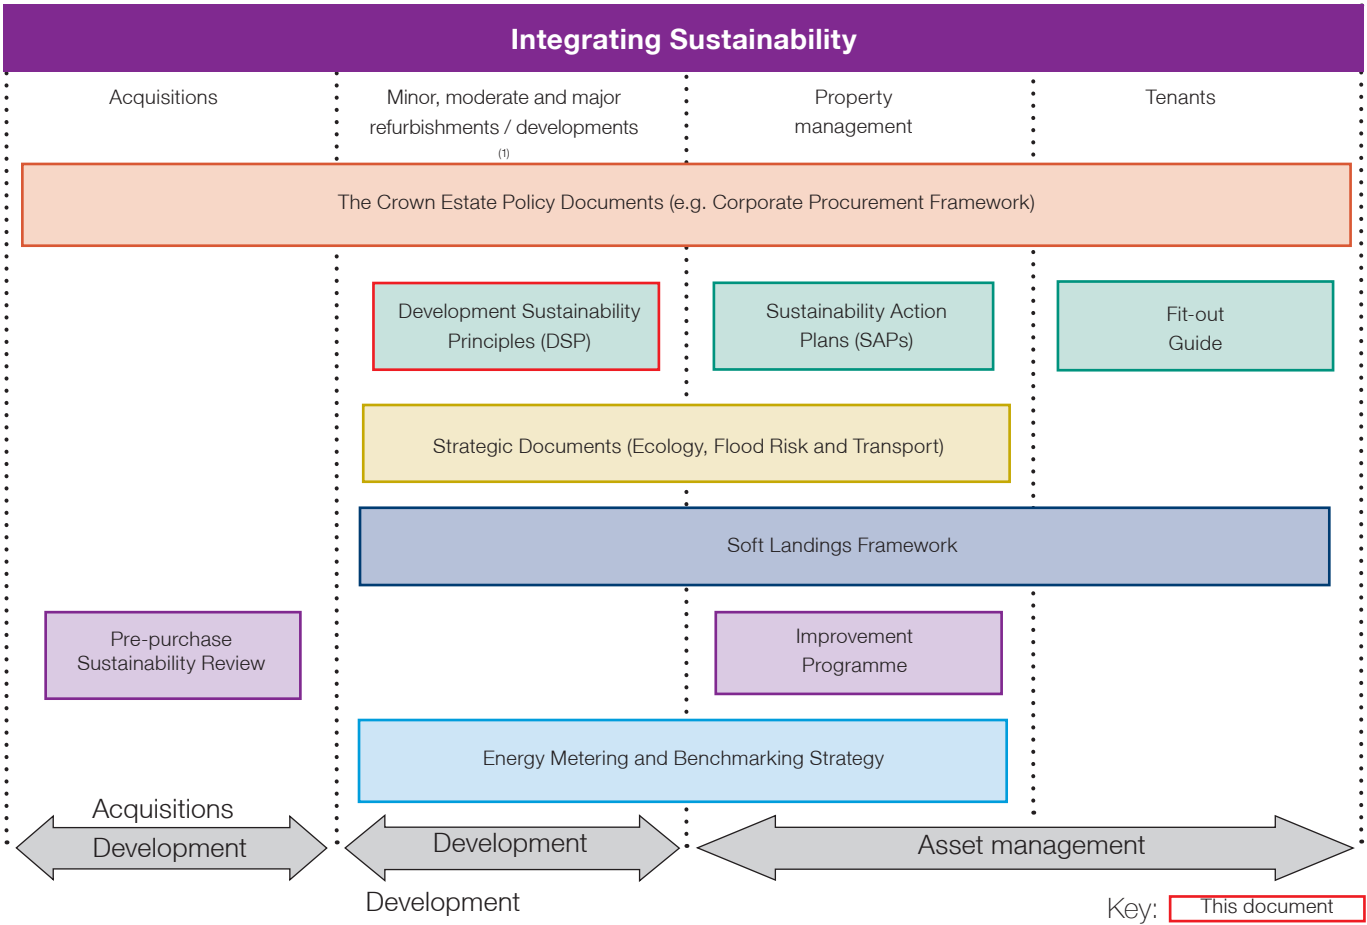 Integrating Sustainability
Acquisitions
Minor, moderate and major
refurbishments / developments
(1)
Property
management
Tenants
The Crown Estate Policy Documents (e.g. Corporate Procurement Framework)
Development Sustainability
Principles (DSP)
Sustainability Action
Plans (SAPs)
Fit-out
Guide
Strategic Documents (Ecology, Flood Risk and Transport)
Soft Landings Framework
Pre-purchase
Sustainability Review
Improvement
Programme
Energy Metering and Benchmarking Strategy
Acquisitions
Development
Development
Asset management
Development
Key: This document